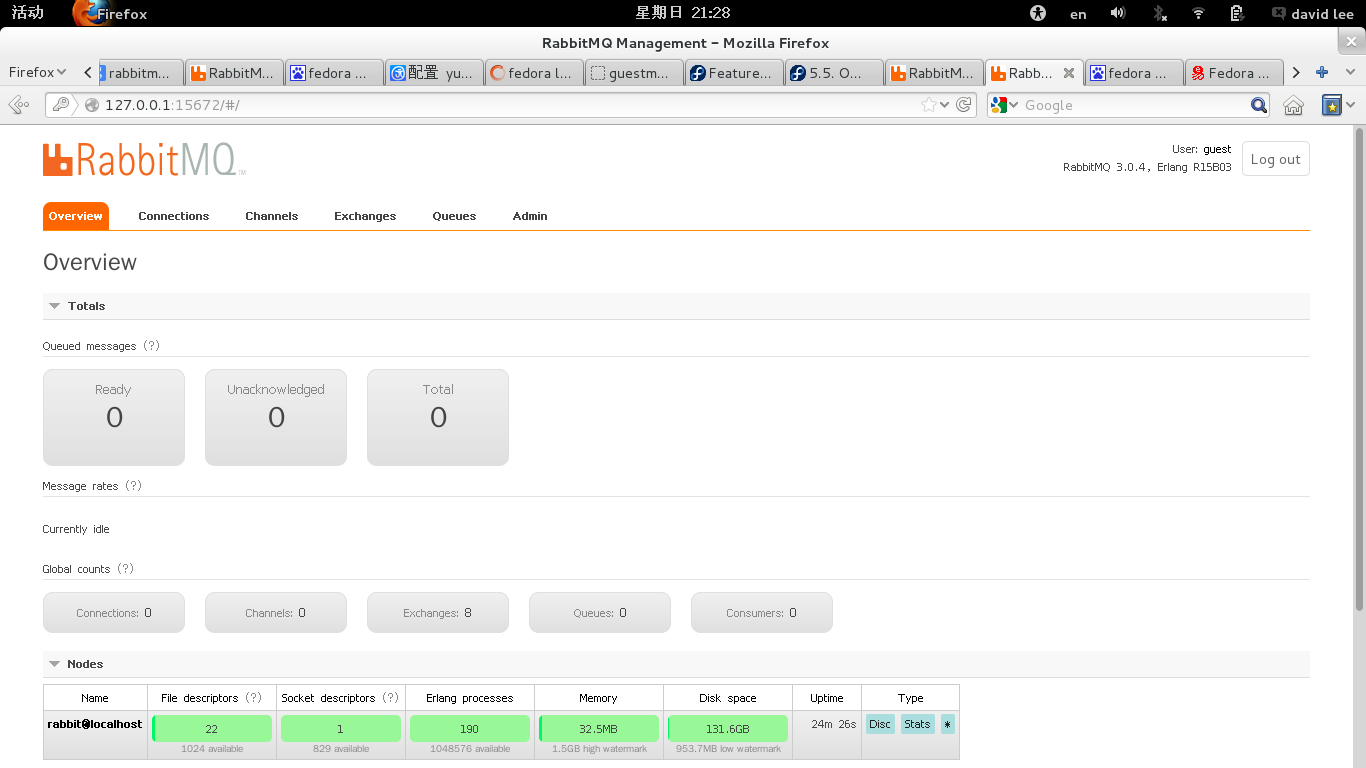 活动 Firefox 星期日 21:28 en david lee
RabbitMQ Management - Mozilla Firefox
Firefox rabbitm... RabbitM... fedora ... 配置 yu... fedora l... guestm... Feature... 5.5. O... RabbitM... Rabb... fedora ... Fedora ...
127.0.0.1:15672/#/ Google
RabbitMQ™
User: guest
RabbitMQ 3.0.4, Erlang R15B03
Log out
Overview Connections Channels Exchanges Queues Admin
Overview
Totals
Queued messages (?)
Ready Unacknowledged Total
0 0 0
Message rates (?)
Currently idle
Global counts (?)
Connections: 0 Channels: 0 Exchanges: 8 Queues: 0 Consumers: 0
Nodes
Name File descriptors (?) Socket descriptors (?) Erlang processes Memory Disk space Uptime Type
rabbit@localhost 22 1 190 32.5MB 131.6GB 24m 26s Disc Stats *
1024 available 829 available 1048576 available 1.5GB high watermark 953.7MB low watermark